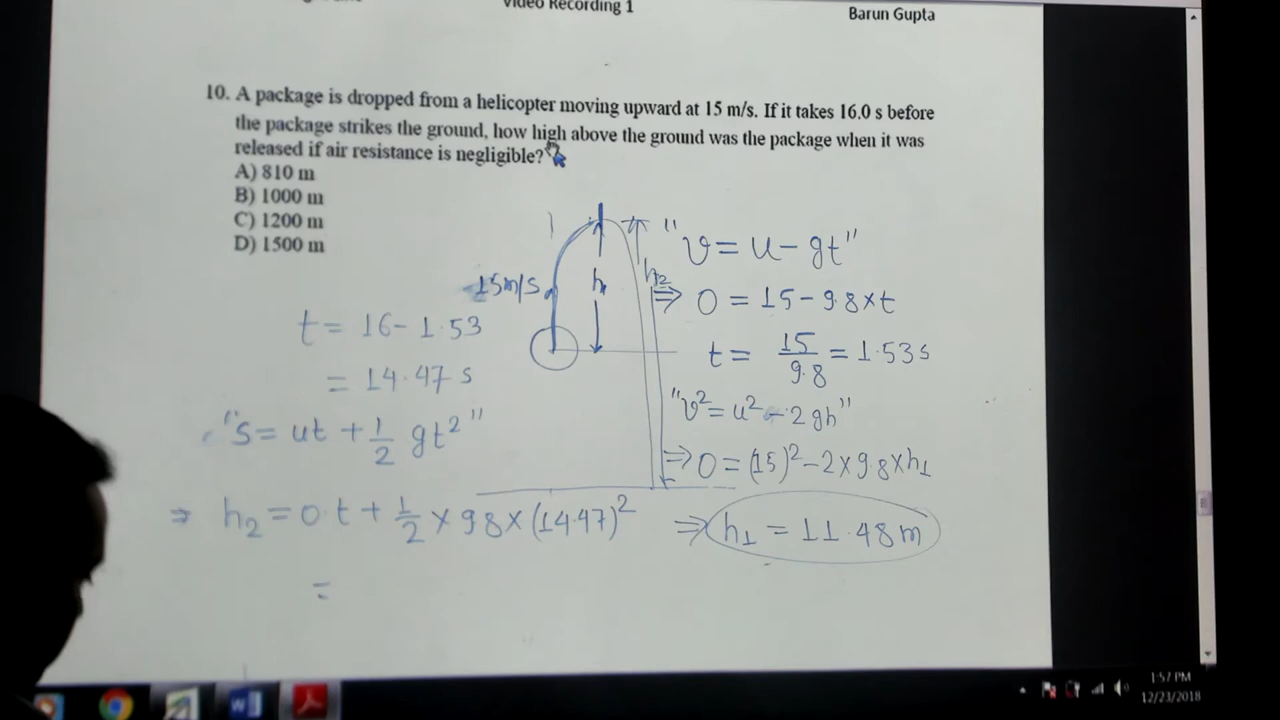 Video Recording 1
Barun Gupta
10. A package is dropped from a helicopter moving upward at 15 m/s. If it takes 16.0 s before
the package strikes the ground, how high above the ground was the package when it was
released if air resistance is negligible?
A) 810 m
B) 1000 m
C) 1200 m
D) 1500 m
15m/s
h
h₂
"v = u - gt"
⇒ 0 = 15 - 9.8×t
t = 15/9.8 = 1.53 s
"v² = u² - 2gh"
⇒ 0 = (15)² - 2×9.8×h₁
⇒ h₁ = 11.48 m
t = 16 - 1.53
= 14.47 s
"s = ut + 1/2 gt²"
⇒ h₂ = 0·t + 1/2 × 9.8 × (14.47)²
=
1:57 PM
12/23/2018